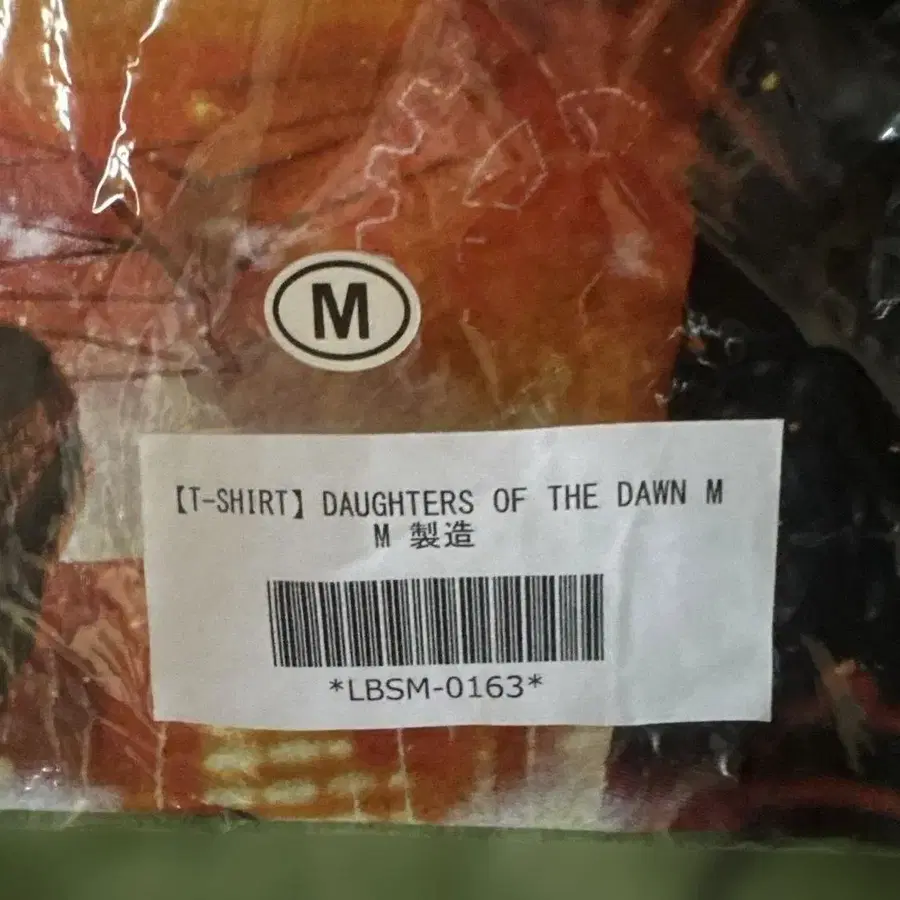 M
【T-SHIRT】DAUGHTERS OF THE DAWN M
M 製造
*LBSM-0163*